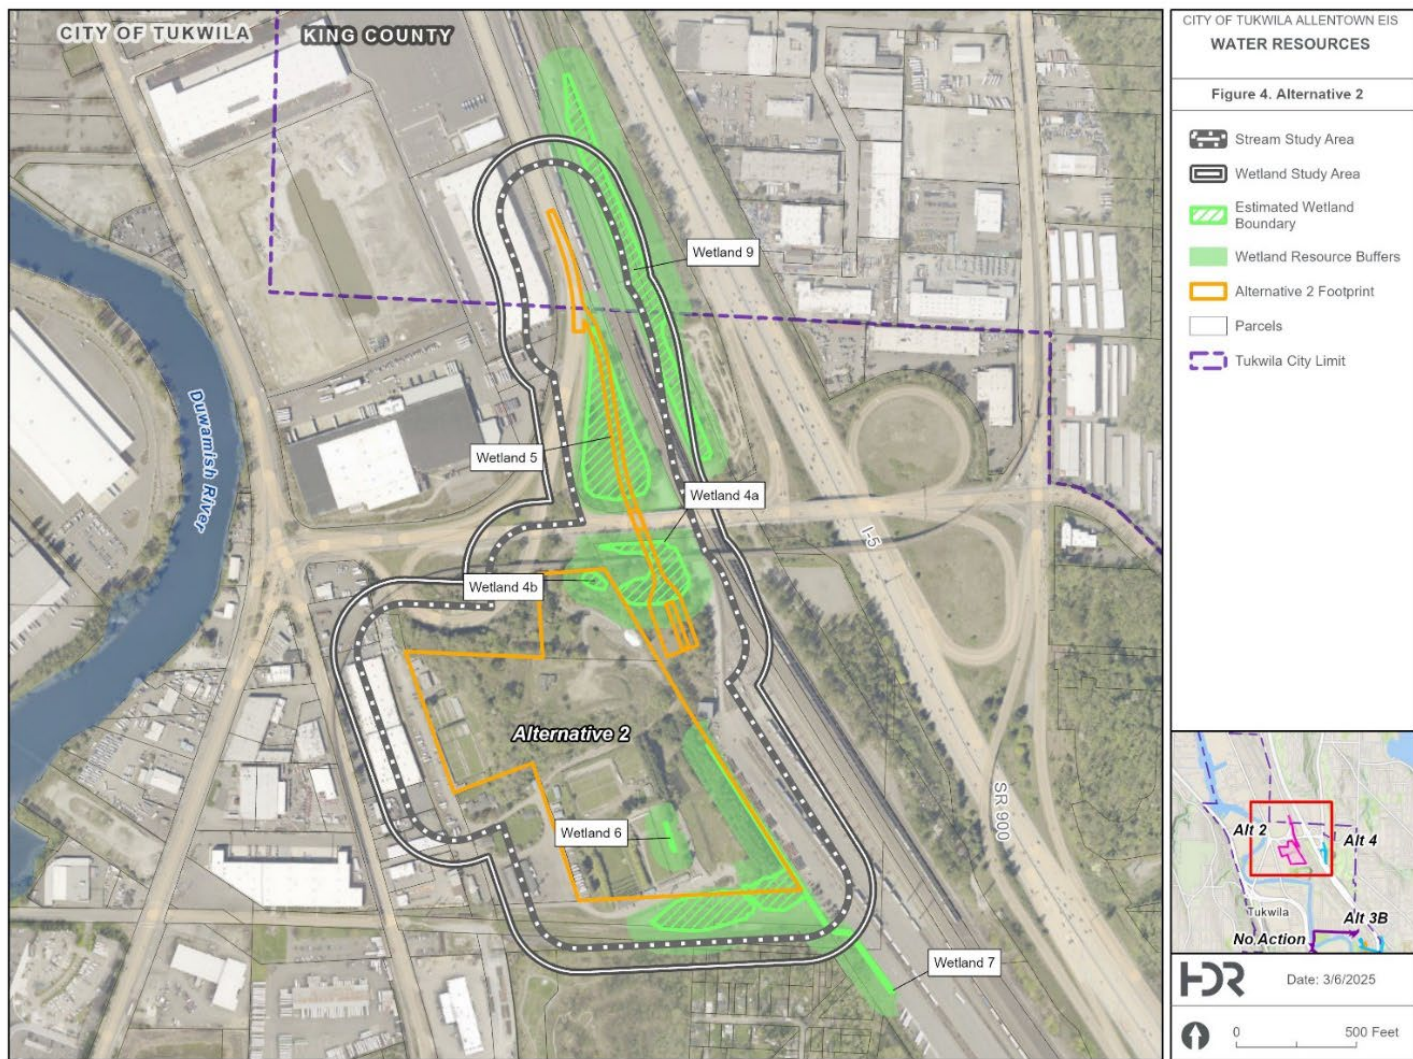 CITY OF TUKWILA
KING COUNTY
Wetland 9
Wetland 5
Wetland 4a
Wetland 4b
Duwamish River
I-5
Alternative 2
Wetland 6
SR 900
Wetland 7
CITY OF TUKWILA ALLENTOWN EIS
WATER RESOURCES
Figure 4. Alternative 2
Stream Study Area
Wetland Study Area
Estimated Wetland
Boundary
Wetland Resource Buffers
Alternative 2 Footprint
Parcels
Tukwila City Limit
Alt 2
Alt 4
Tukwila
Alt 3B
No Action
HDR
Date: 3/6/2025
0
500 Feet